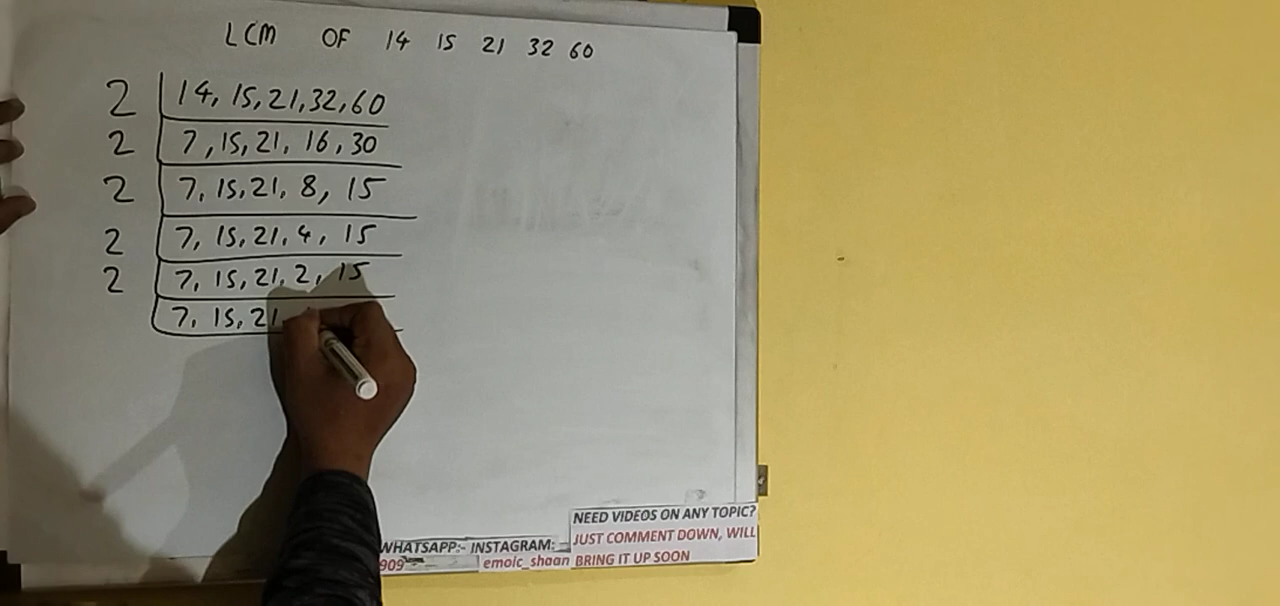 LCM OF 14 15 21 32 60
2 14, 15, 21, 32, 60
2 7, 15, 21, 16, 30
2 7, 15, 21, 8, 15
2 7, 15, 21, 4, 15
2 7, 15, 21, 2, 15
7, 15, 21
NEED VIDEOS ON ANY TOPIC?
JUST COMMENT DOWN, WILL
BRING IT UP SOON
WHATSAPP:- INSTAGRAM:
909 emoic_shaan